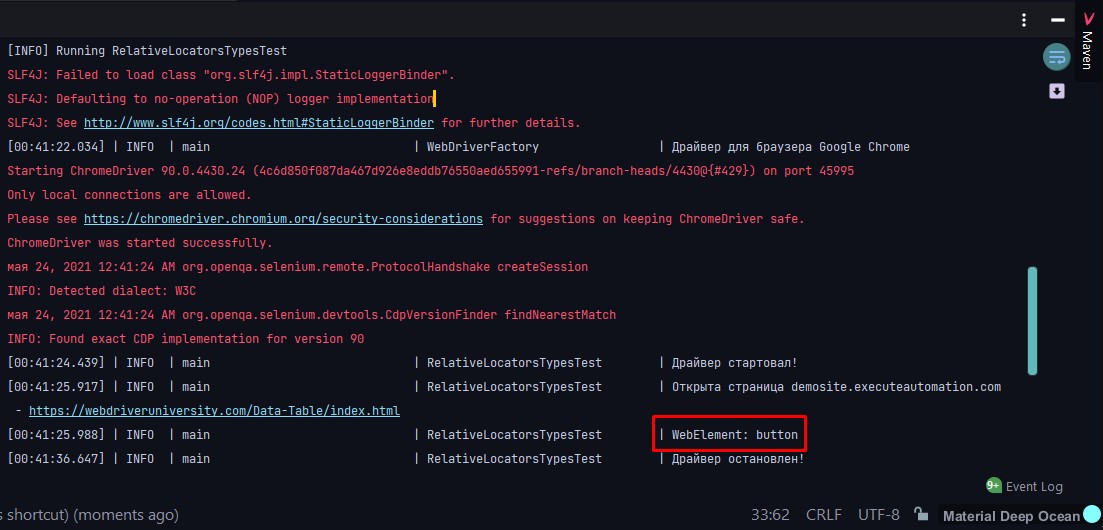 [INFO] Running RelativeLocatorsTypesTest
SLF4J: Failed to load class "org.slf4j.impl.StaticLoggerBinder".
SLF4J: Defaulting to no-operation (NOP) logger implementation
SLF4J: See http://www.slf4j.org/codes.html#StaticLoggerBinder for further details.
[00:41:22.034] | INFO | main | WebDriverFactory | Драйвер для браузера Google Chrome
Starting ChromeDriver 90.0.4430.24 (4c6d850f087da467d926e8eddb76550aed655991-refs/branch-heads/4430@{#429}) on port 45995
Only local connections are allowed.
Please see https://chromedriver.chromium.org/security-considerations for suggestions on keeping ChromeDriver safe.
ChromeDriver was started successfully.
мая 24, 2021 12:41:24 AM org.openqa.selenium.remote.ProtocolHandshake createSession
INFO: Detected dialect: W3C
мая 24, 2021 12:41:24 AM org.openqa.selenium.devtools.CdpVersionFinder findNearestMatch
INFO: Found exact CDP implementation for version 90
[00:41:24.439] | INFO | main | RelativeLocatorsTypesTest | Драйвер стартовал!
[00:41:25.917] | INFO | main | RelativeLocatorsTypesTest | Открыта страница demosite.executeautomation.com
- https://webdriveruniversity.com/Data-Table/index.html
[00:41:25.988] | INFO | main | RelativeLocatorsTypesTest | WebElement: button
[00:41:36.647] | INFO | main | RelativeLocatorsTypesTest | Драйвер остановлен!
Maven
9+ Event Log
s shortcut) (moments ago) 33:62 CRLF UTF-8 Material Deep Ocean